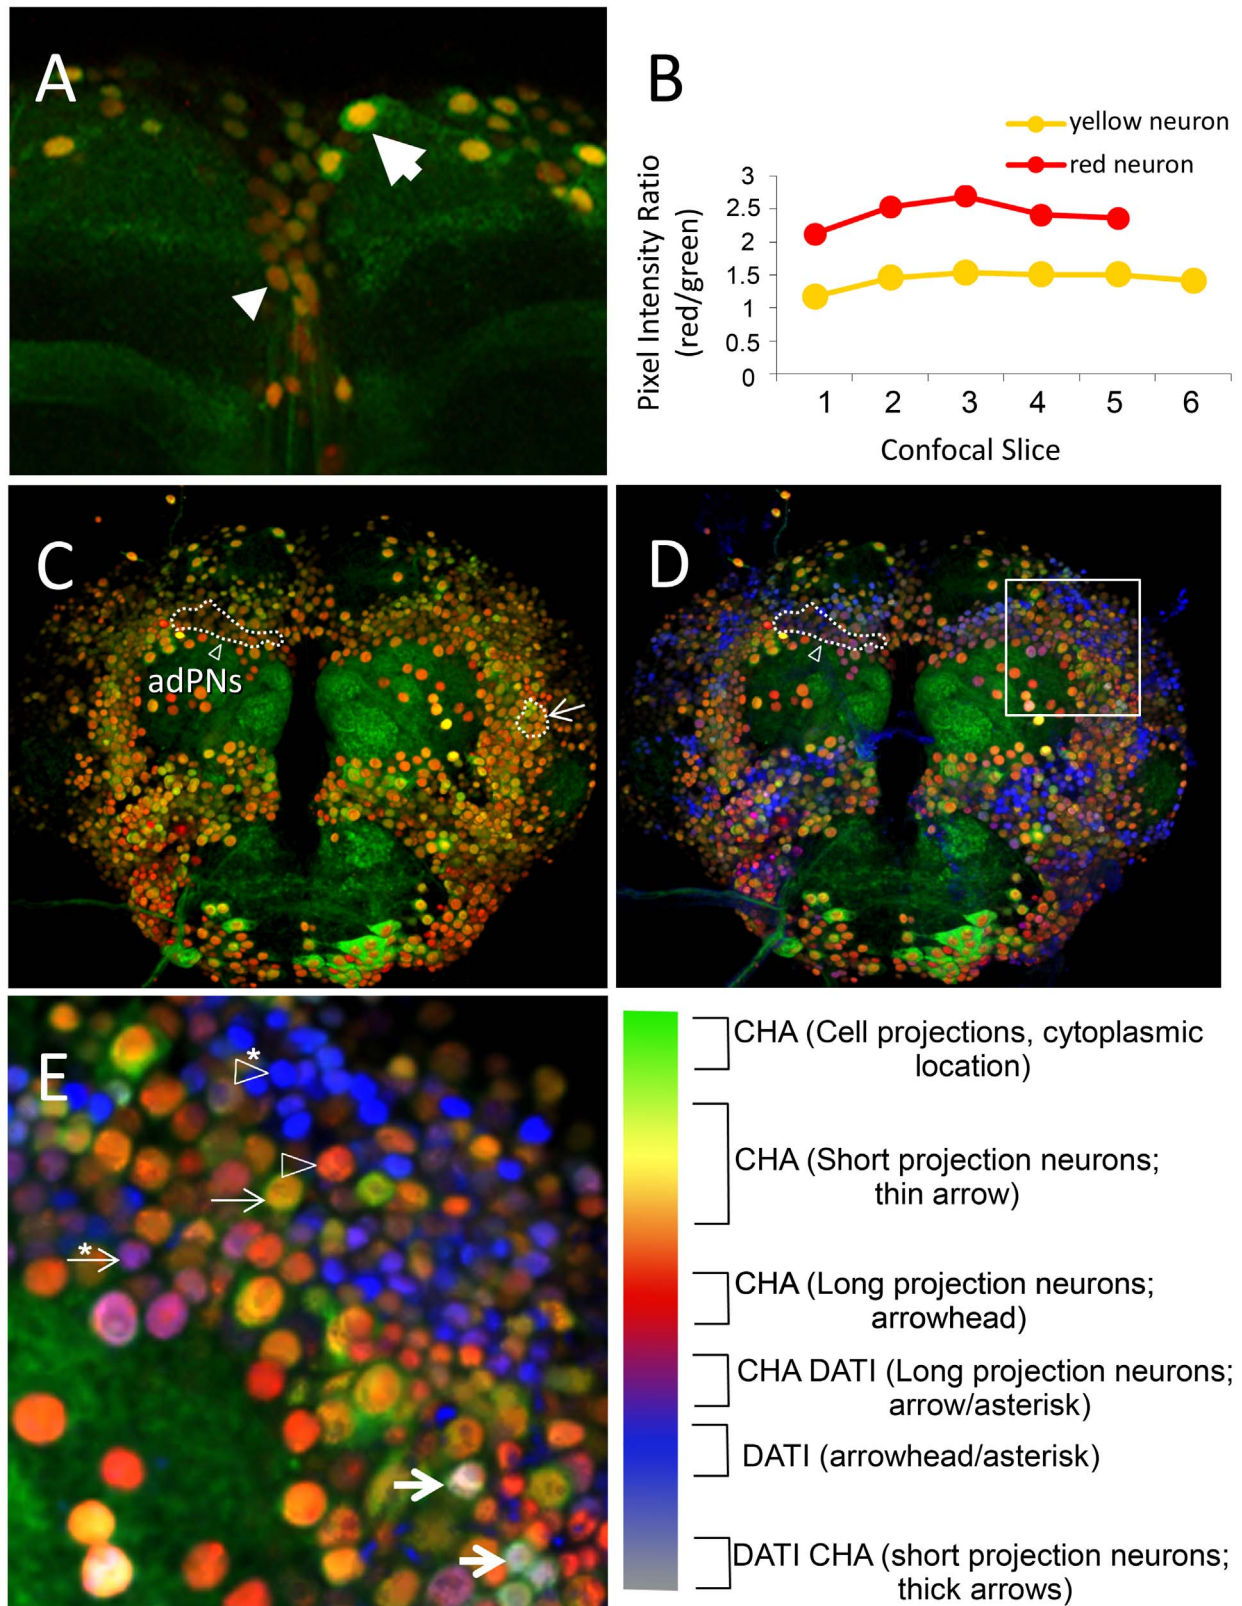 A
B
yellow neuron
red neuron
Pixel Intensity Ratio
(red/green)
3
2.5
2
1.5
1
0.5
0
1 2 3 4 5 6
Confocal Slice
C
adPNs
D
E
*
*
CHA (Cell projections, cytoplasmic
location)
CHA (Short projection neurons;
thin arrow)
CHA (Long projection neurons;
arrowhead)
CHA DATI (Long projection neurons;
arrow/asterisk)
DATI (arrowhead/asterisk)
DATI CHA (short projection neurons;
thick arrows)